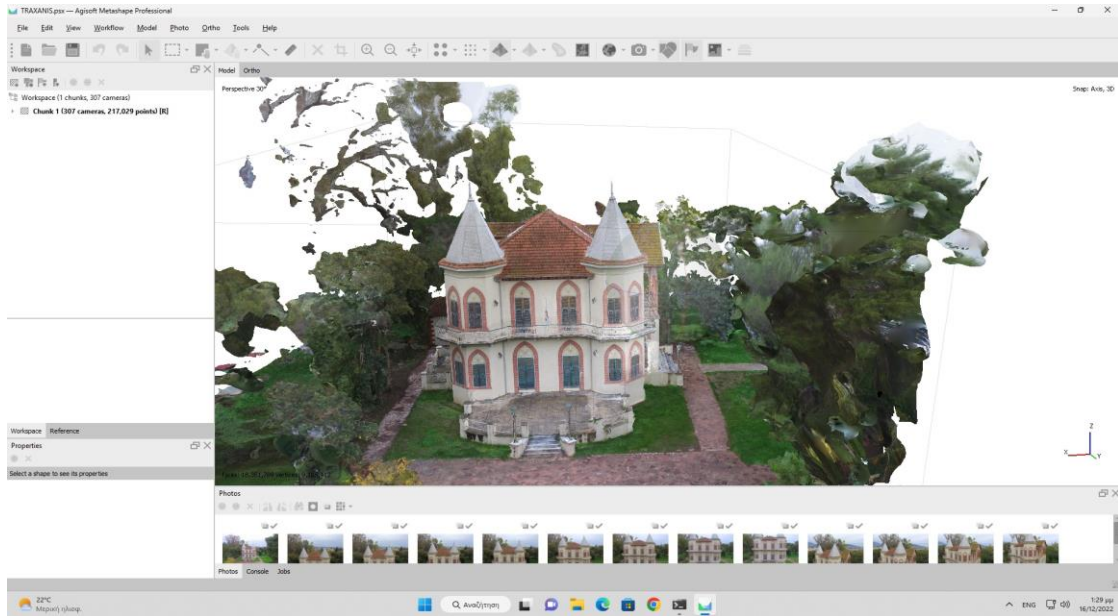 TRAXANIS.psx — Agisoft Metashape Professional
File Edit View Workflow Model Photo Ortho Tools Help
Workspace
Model Ortho
Perspective 30°
Snap: Axis, 3D
Workspace (1 chunks, 307 cameras)
Chunk 1 (307 cameras, 217,029 points) [R]
Workspace Reference
Properties
Select a shape to see its properties
Z
X
Y
Photos
Photos Console Jobs
22°C
Μερική ηλιοφ.
Αναζήτηση
ENG
1:29 μμ
16/12/2022